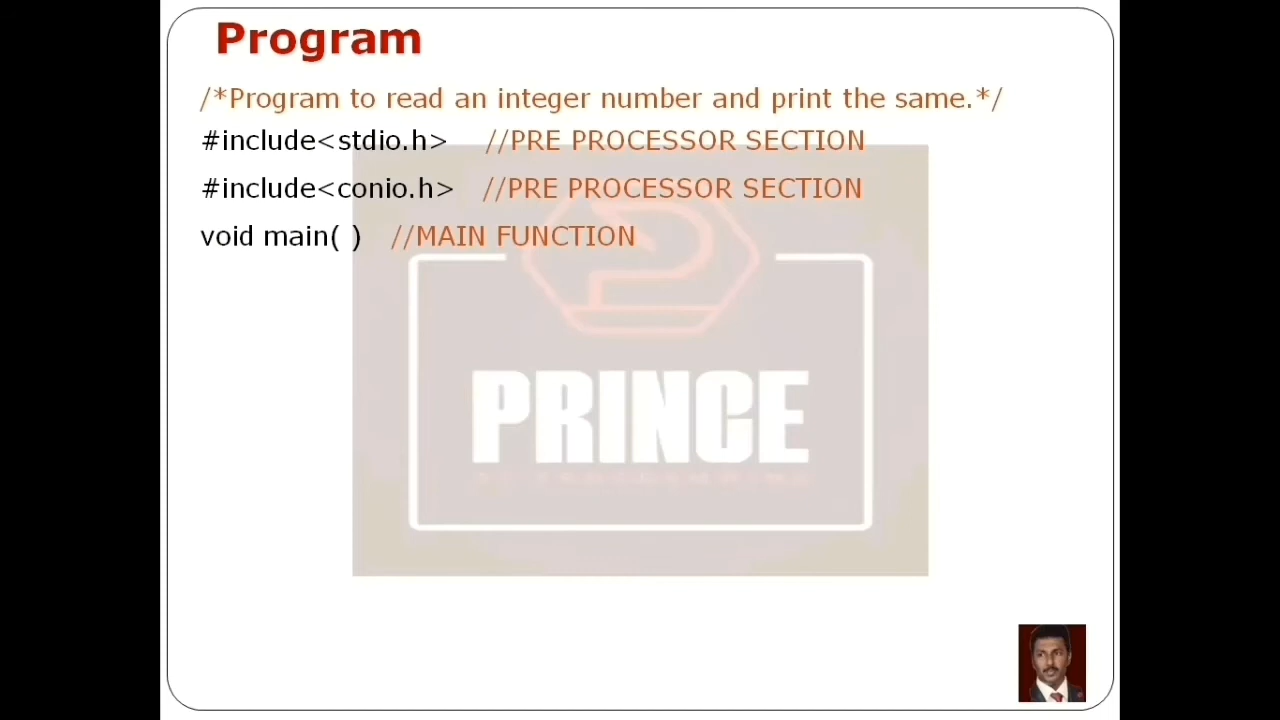 Program
/*Program to read an integer number and print the same.*/
#include<stdio.h> //PRE PROCESSOR SECTION
#include<conio.h> //PRE PROCESSOR SECTION
void main( ) //MAIN FUNCTION
PRINCE